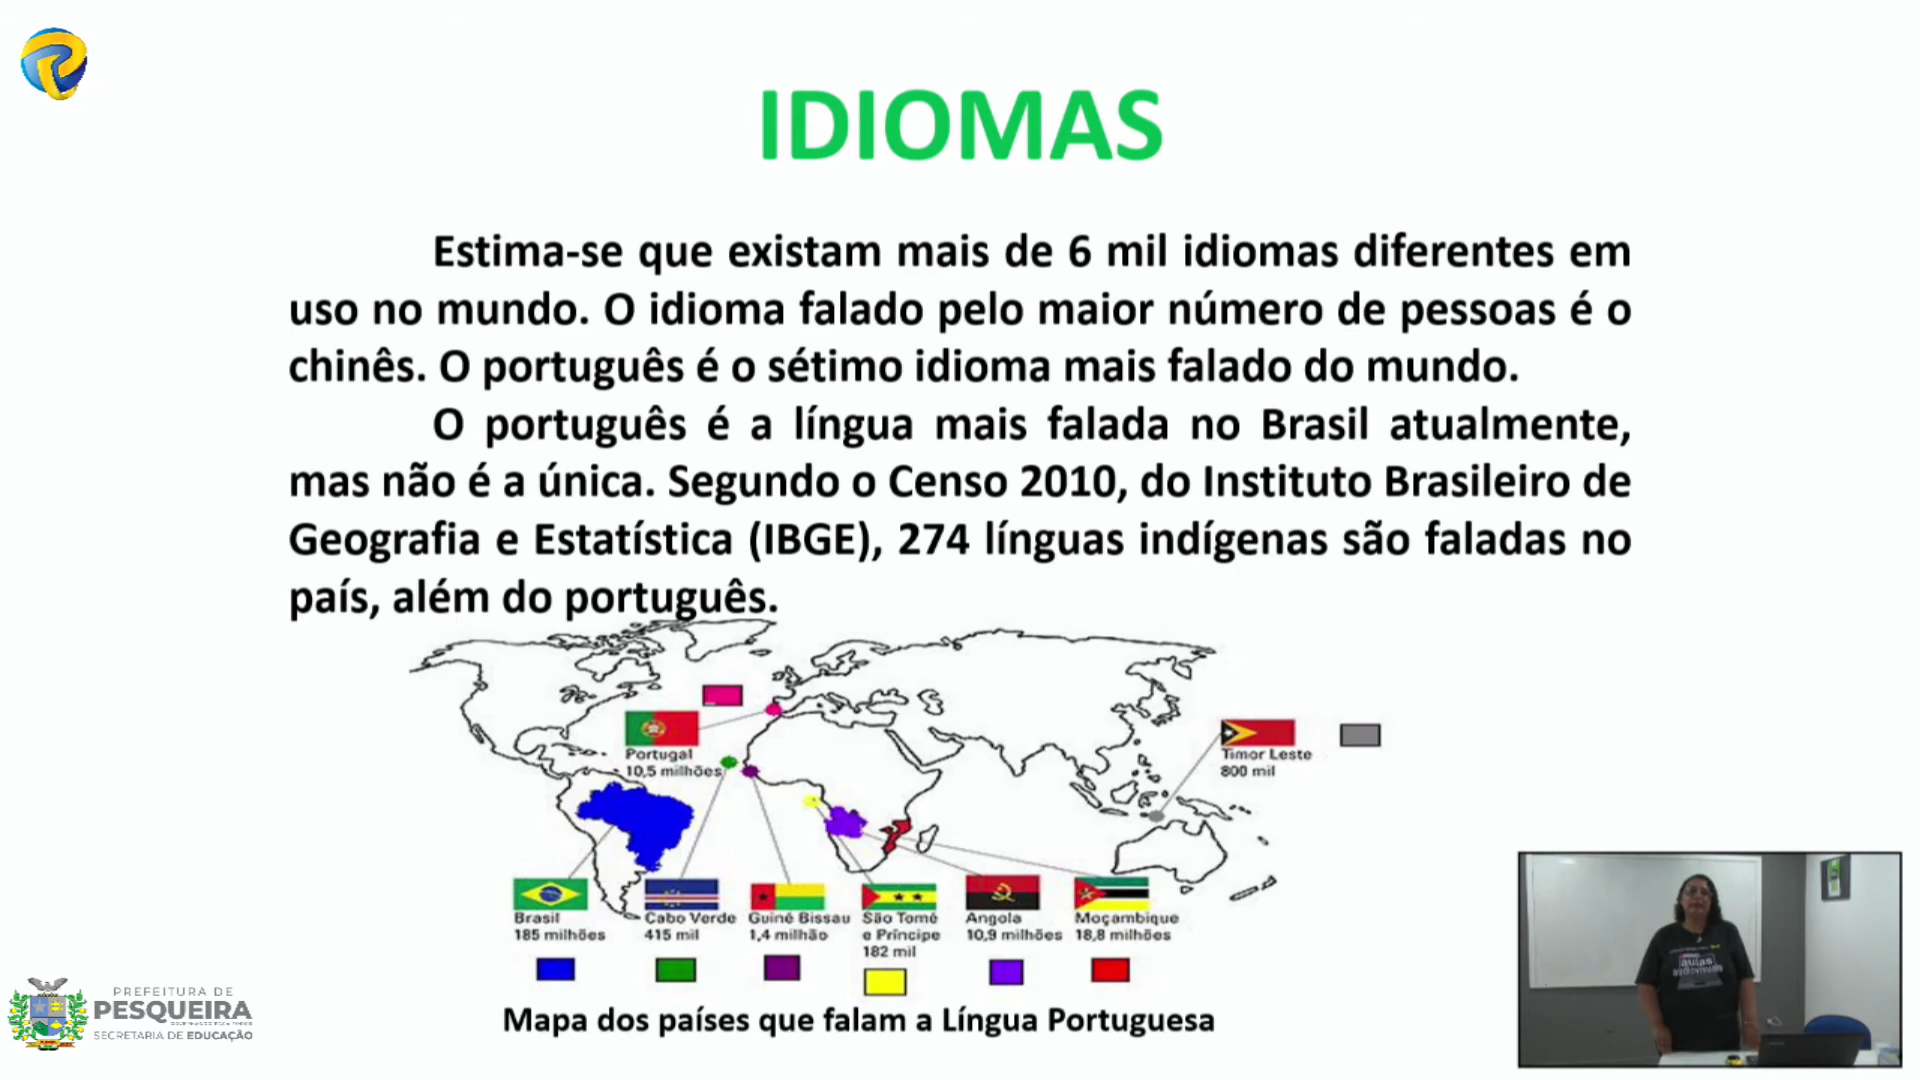 IDIOMAS
Estima-se que existam mais de 6 mil idiomas diferentes em
uso no mundo. O idioma falado pelo maior número de pessoas é o
chinês. O português é o sétimo idioma mais falado do mundo.
O português é a língua mais falada no Brasil atualmente,
mas não é a única. Segundo o Censo 2010, do Instituto Brasileiro de
Geografia e Estatística (IBGE), 274 línguas indígenas são faladas no
país, além do português.
Portugal
10,5 milhões
Timor Leste
800 mil
Brasil
185 milhões
Cabo Verde
415 mil
Guiné Bissau
1,4 milhão
São Tomé
e Príncipe
182 mil
Angola
10,9 milhões
Moçambique
18,8 milhões
Mapa dos países que falam a Língua Portuguesa
PREFEITURA DE
PESQUEIRA
SECRETARIA DE EDUCAÇÃO
aulas